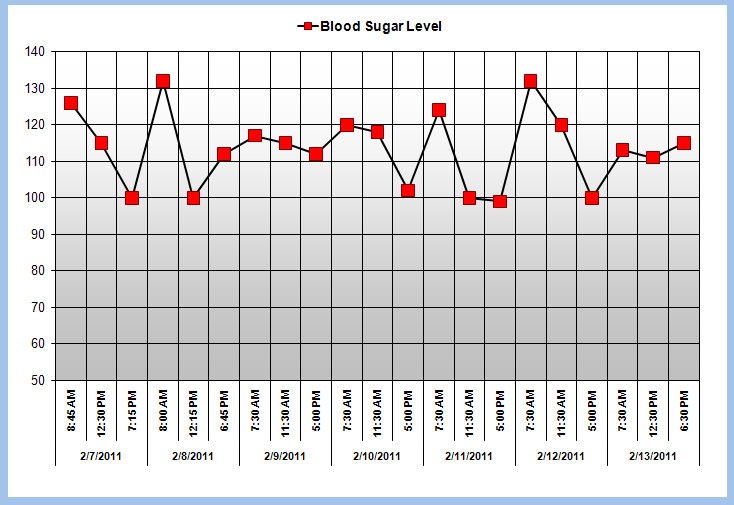 Blood Sugar Level
140
130
120
110
100
90
80
70
60
50
8:45 AM
12:30 PM
7:15 PM
8:00 AM
12:15 PM
6:45 PM
7:30 AM
11:30 AM
5:00 PM
7:30 AM
11:30 AM
5:00 PM
7:30 AM
11:30 AM
5:00 PM
7:30 AM
11:30 AM
5:00 PM
7:30 AM
12:30 PM
6:30 PM
2/7/2011
2/8/2011
2/9/2011
2/10/2011
2/11/2011
2/12/2011
2/13/2011